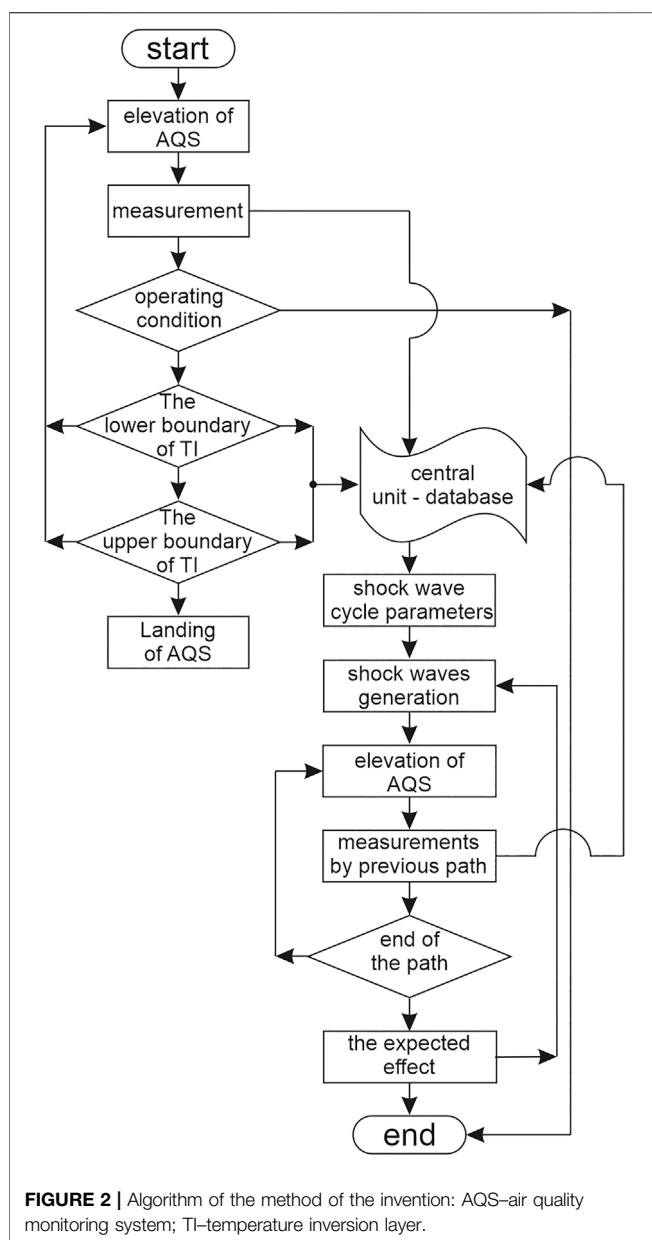 start
elevation of
AQS
measurement
operating
condition
The
lower boundary
of TI
The
upper boundary
of TI
Landing
of AQS
central
unit - database
shock wave
cycle parameters
shock waves
generation
elevation of
AQS
measurements
by previous path
end of
the path
the expected
effect
end
FIGURE 2 | Algorithm of the method of the invention: AQS–air quality
monitoring system; TI–temperature inversion layer.